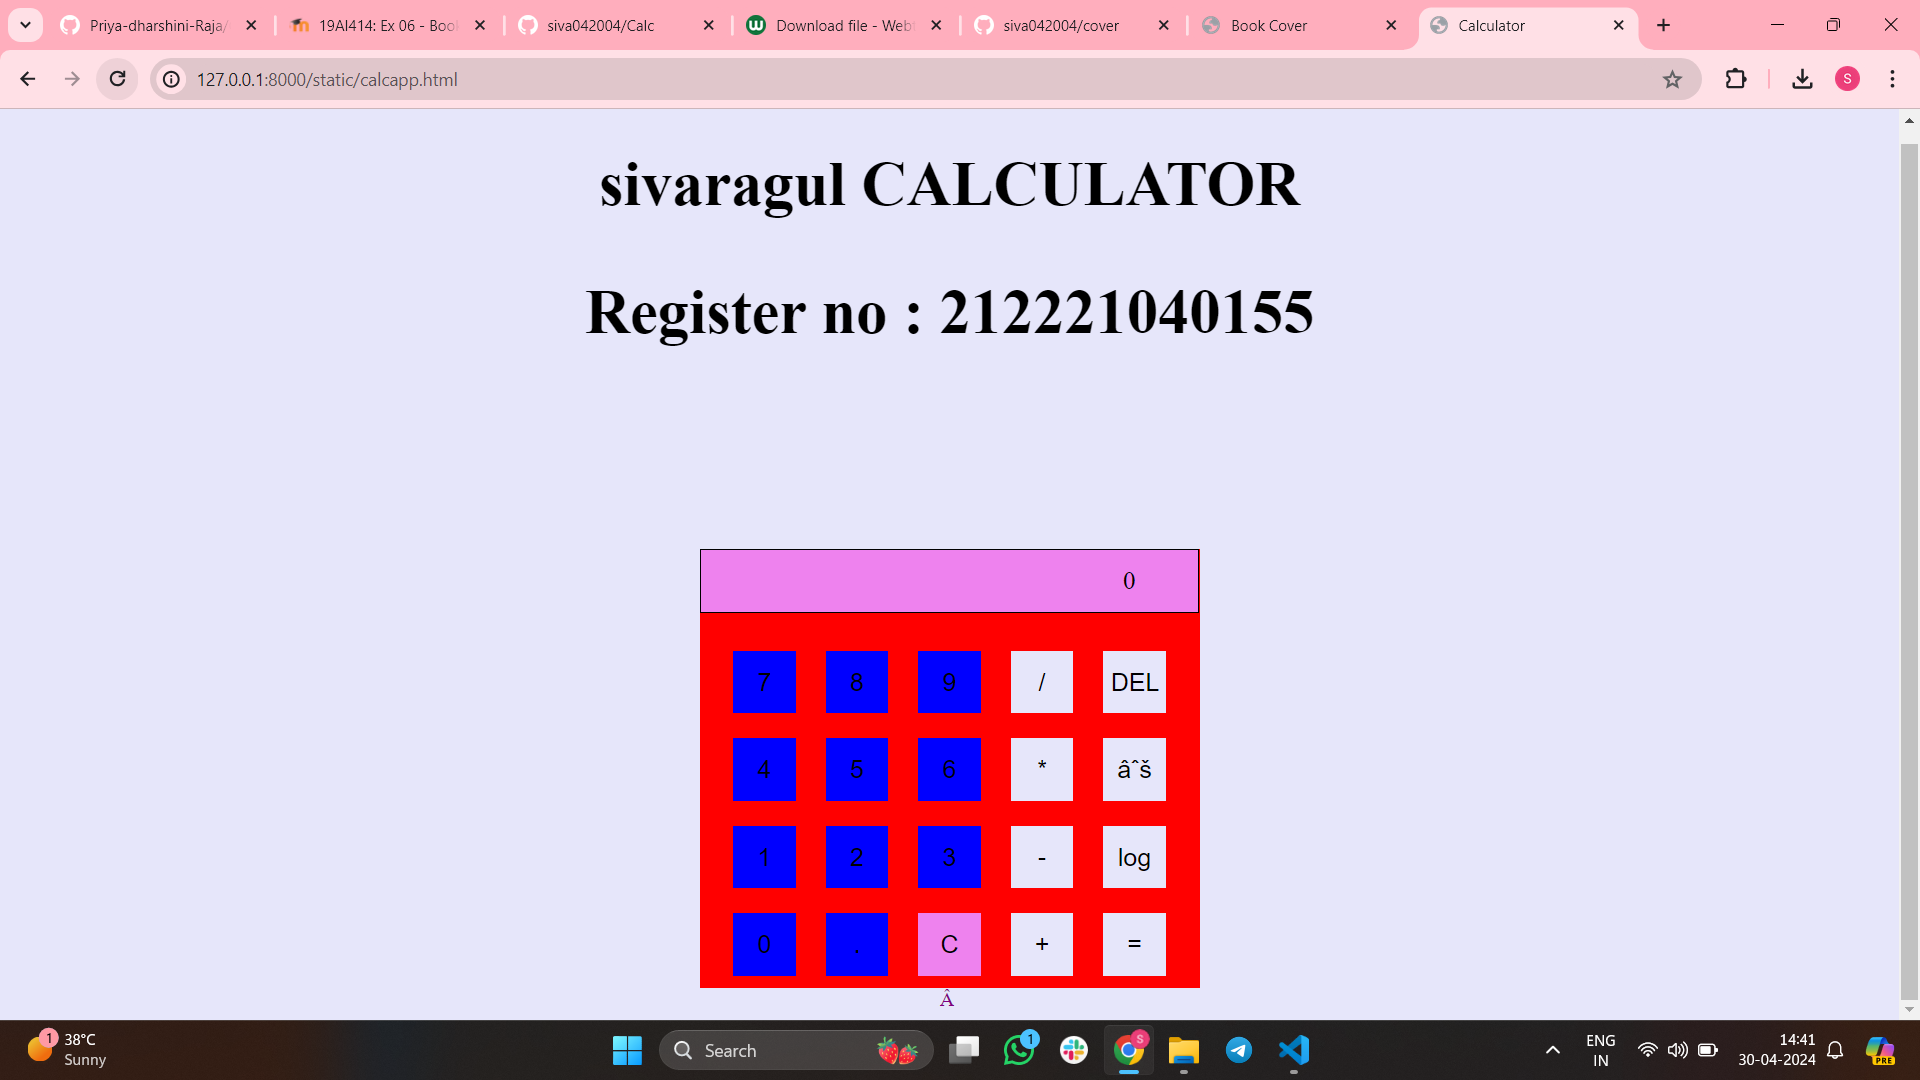 Priya-dharshini-Raja/
19AI414: Ex 06 - Boo
siva042004/Calc
Download file - Web
siva042004/cover
Book Cover
Calculator
127.0.0.1:8000/static/calcapp.html
S
sivaragul CALCULATOR
Register no : 212221040155
0
7 8 9 / DEL
4 5 6 * âˆš
1 2 3 - log
0 . C + =
Â
1
38°C
Sunny
Search
1
S
ENG
IN
14:41
30-04-2024
PRE